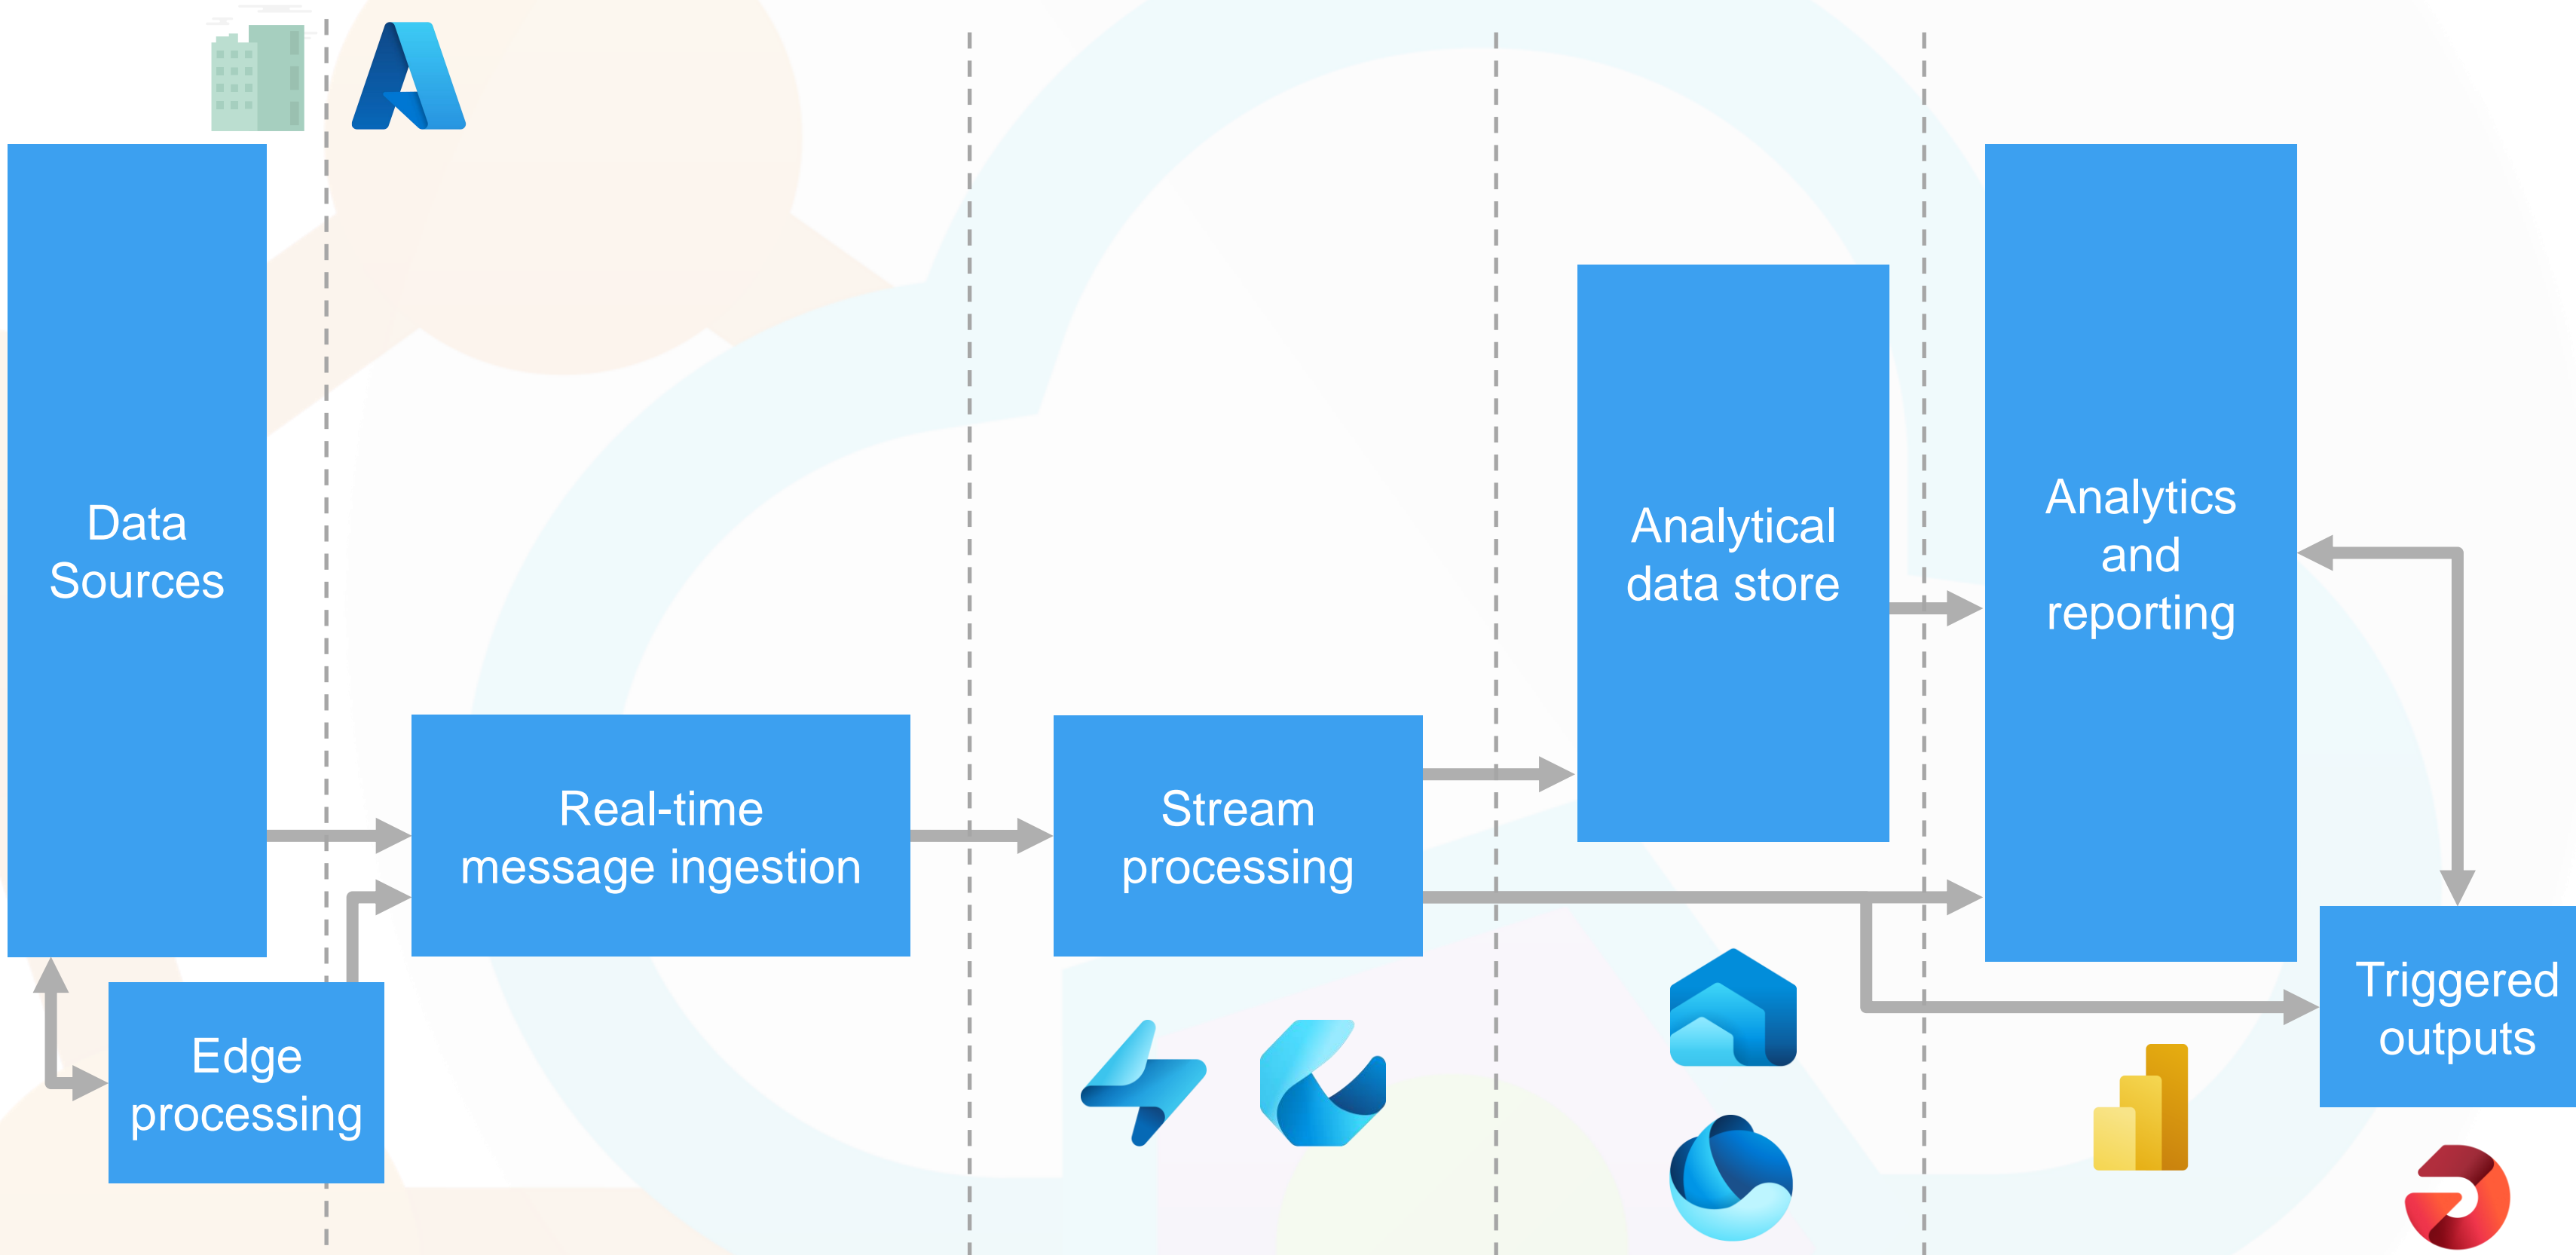 Data
Sources
Edge
processing
Real-time
message ingestion
Stream
processing
Analytical
data store
Analytics
and
reporting
Triggered
outputs